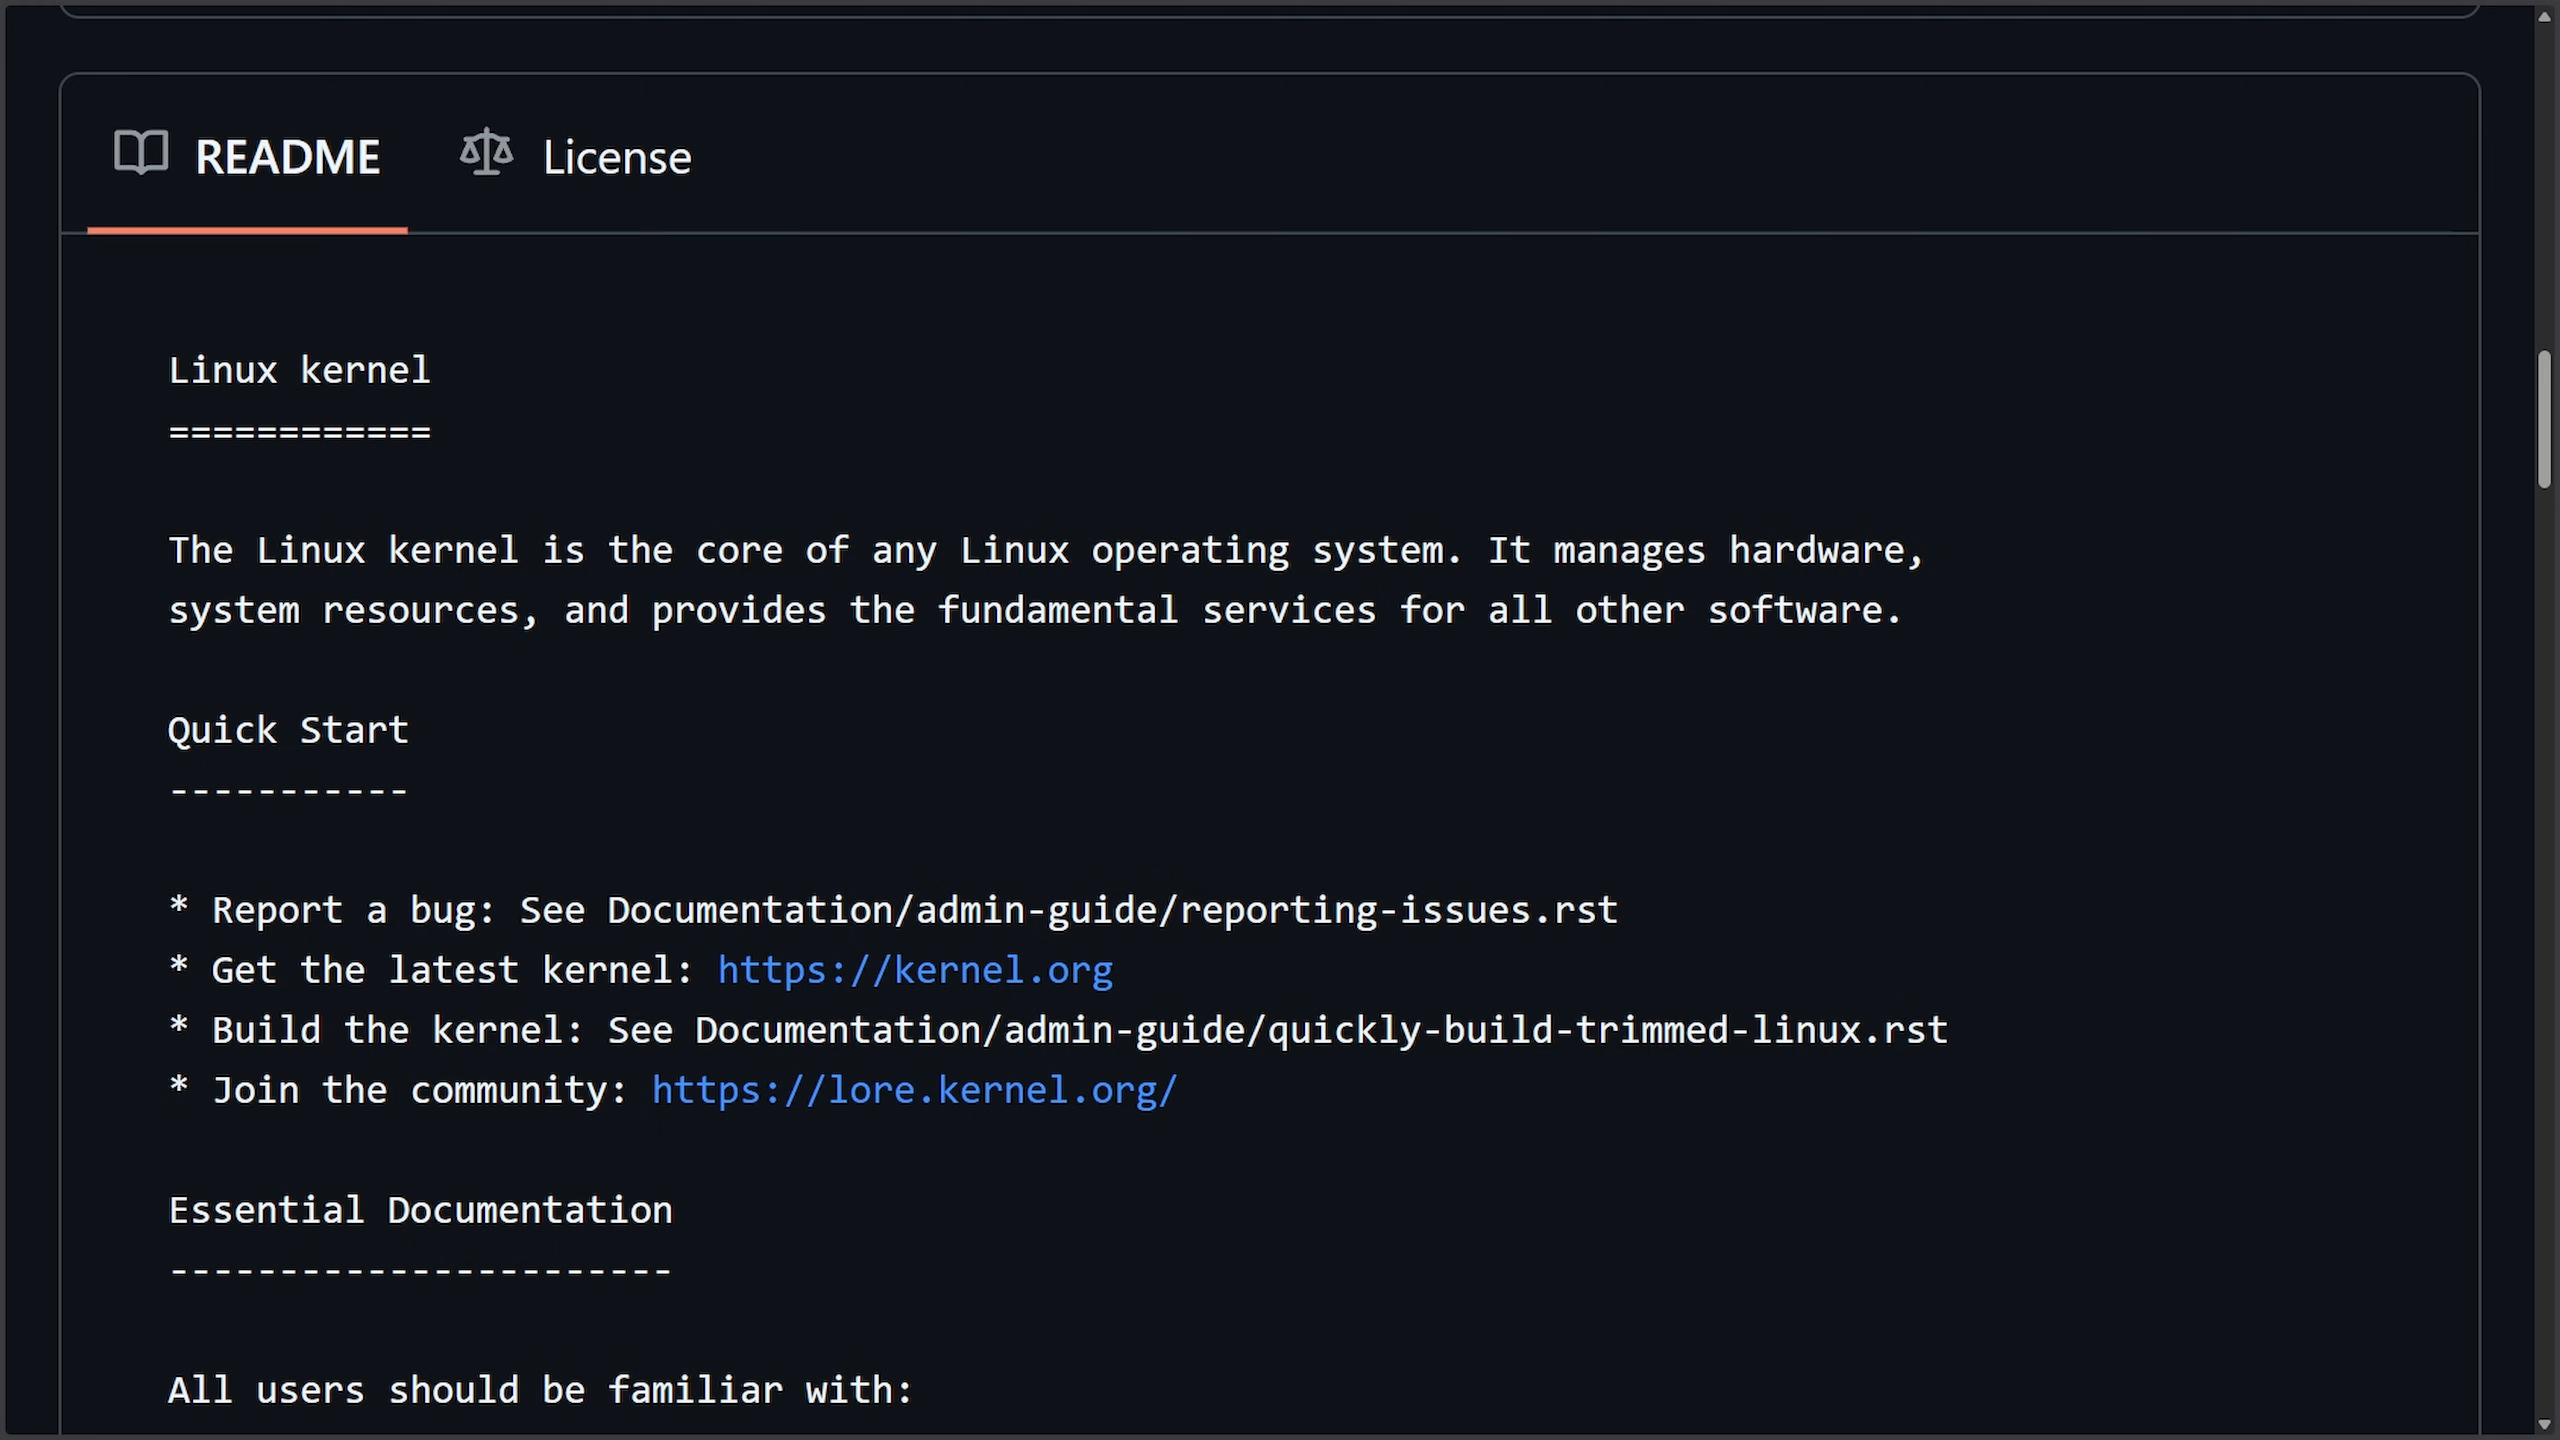 README License
Linux kernel
============
The Linux kernel is the core of any Linux operating system. It manages hardware,
system resources, and provides the fundamental services for all other software.
Quick Start
-----------
* Report a bug: See Documentation/admin-guide/reporting-issues.rst
* Get the latest kernel: https://kernel.org
* Build the kernel: See Documentation/admin-guide/quickly-build-trimmed-linux.rst
* Join the community: https://lore.kernel.org/
Essential Documentation
-----------------------
All users should be familiar with: